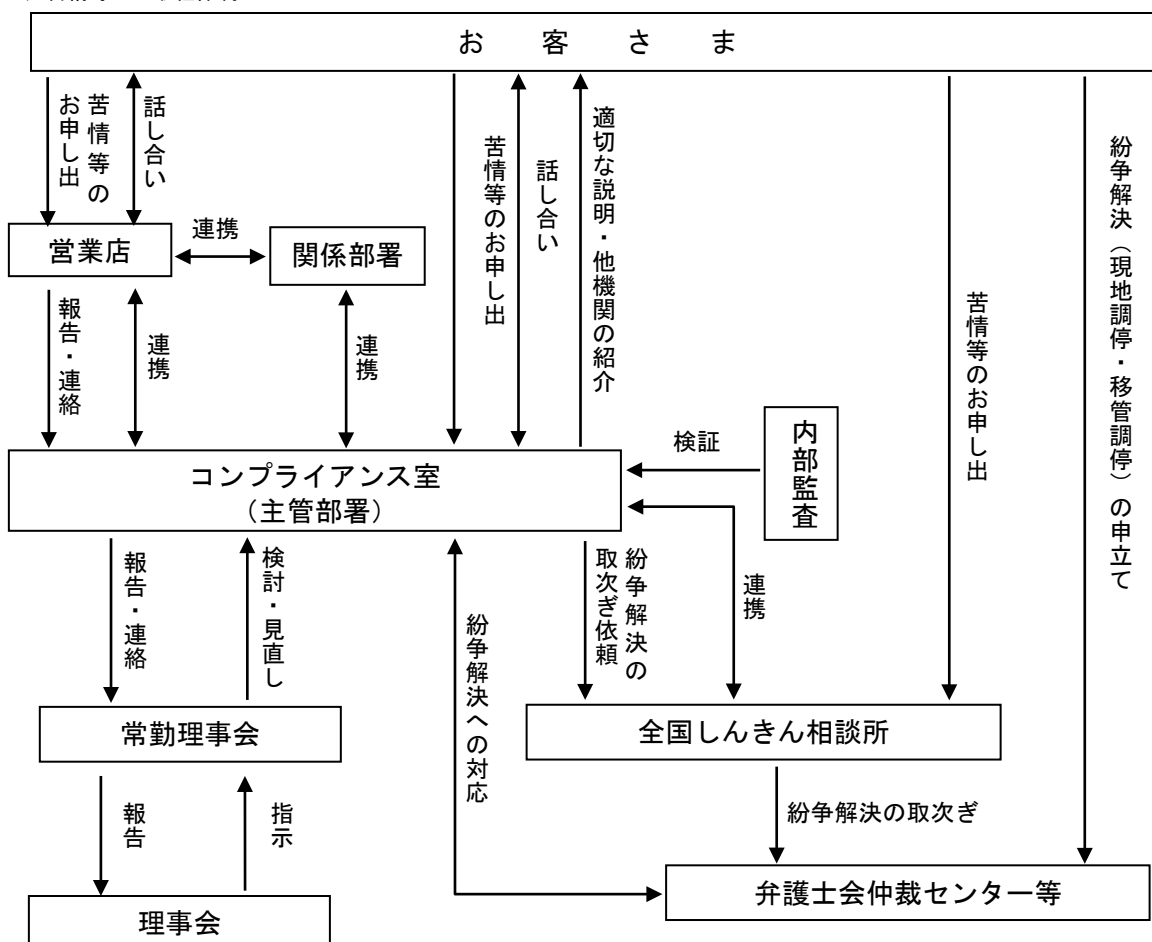 お客さま
苦情等の
お申し出
話し合い
苦情等のお申し出
話し合い
適切な説明・他機関の紹介
苦情等のお申し出
紛争解決（現地調停・移管調停）の申立て
営業店
連携
関係部署
報告・連絡
連携
連携
検証
内部監査
コンプライアンス室
（主管部署）
報告・連絡
検討・見直し
紛争解決への対応
紛争解決の
取次ぎ依頼
連携
常勤理事会
全国しんきん相談所
報告
指示
紛争解決の取次ぎ
理事会
弁護士会仲裁センター等